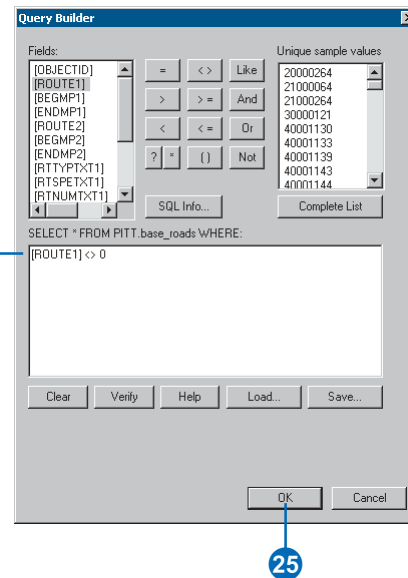 Query Builder
Fields:
Unique sample values
[OBJECTID]
[ROUTE1]
[BEGMP1]
[ENDMP1]
[ROUTE2]
[BEGMP2]
[ENDMP2]
[RTTYPTXT1]
[RTSPETXT1]
[RTNUMTXT1]
= <> Like
> >= And
< <= Or
? * () Not
20000264
21000064
21000264
30000121
40001130
40001133
40001139
40001143
40001144
SQL Info...
Complete List
SELECT * FROM PITT.base_roads WHERE:
[ROUTE1] <> 0
Clear Verify Help Load... Save...
OK Cancel
25